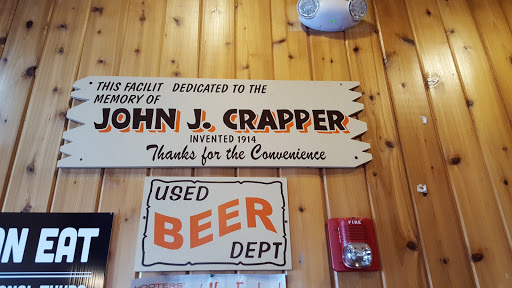 THIS FACILIT DEDICATED TO THE
MEMORY OF
JOHN J. CRAPPER
INVENTED 1914
Thanks for the Convenience
USED
BEER
DEPT
FIRE
ON EAT
HOOTERS